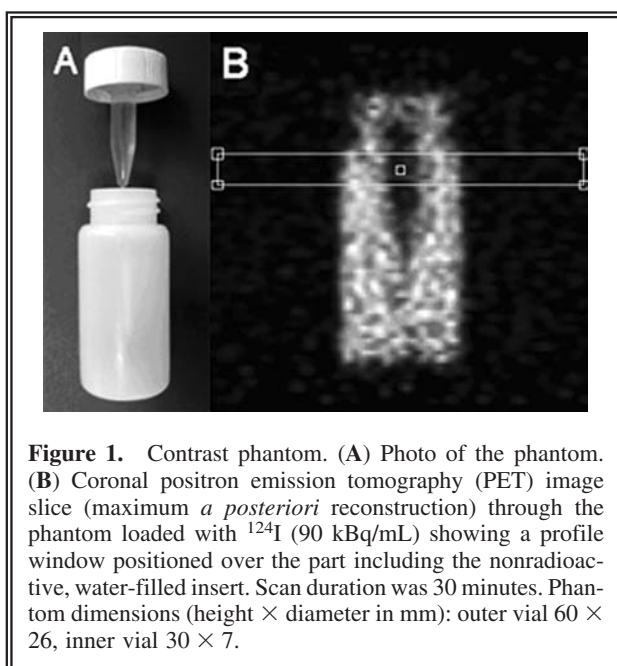 A
B
Figure 1. Contrast phantom. (A) Photo of the phantom.
(B) Coronal positron emission tomography (PET) image
slice (maximum a posteriori reconstruction) through the
phantom loaded with ¹²⁴I (90 kBq/mL) showing a profile
window positioned over the part including the nonradioac-
tive, water-filled insert. Scan duration was 30 minutes. Phan-
tom dimensions (height × diameter in mm): outer vial 60 ×
26, inner vial 30 × 7.